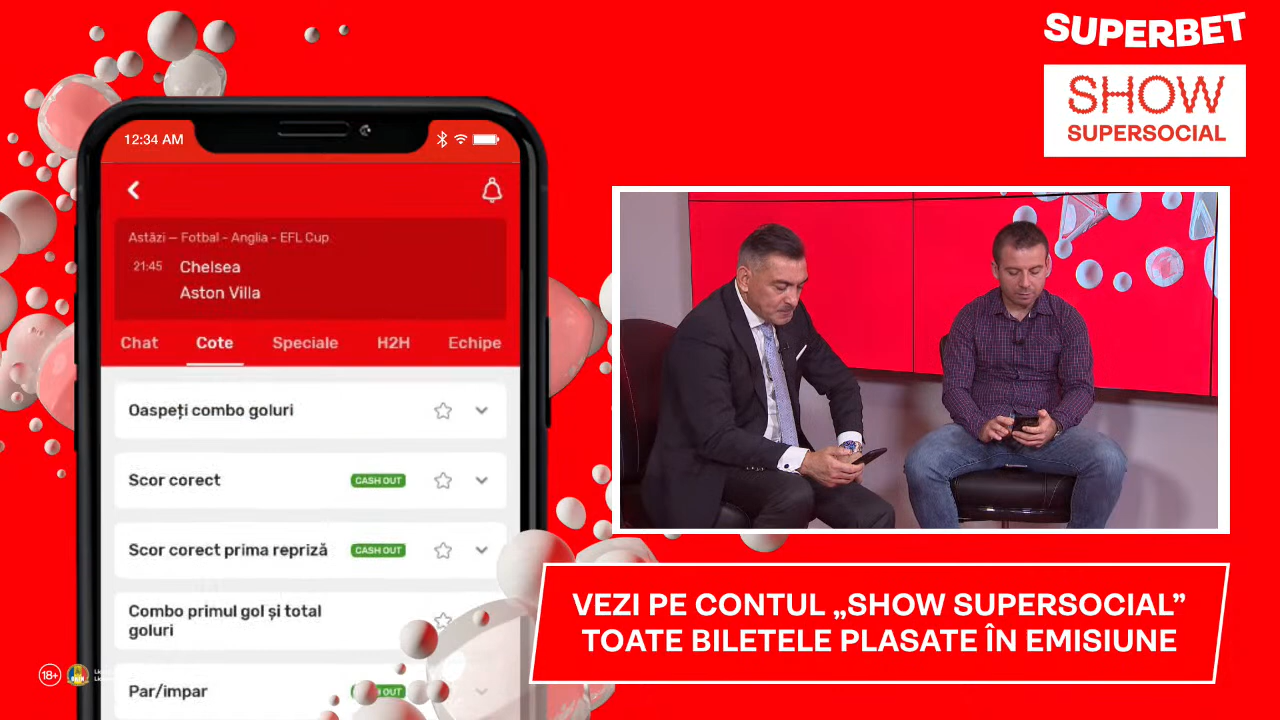 SUPERBET
SHOW
SUPERSOCIAL
12:34 AM
Astăzi – Fotbal - Anglia - EFL Cup
21:45 Chelsea
Aston Villa
Chat Cote Speciale H2H Echipe
Oaspeți combo goluri
Scor corect CASH OUT
Scor corect prima repriză CASH OUT
Combo primul gol și total
goluri
Par/impar OUT
VEZI PE CONTUL „SHOW SUPERSOCIAL”
TOATE BILETELE PLASATE ÎN EMISIUNE
18+